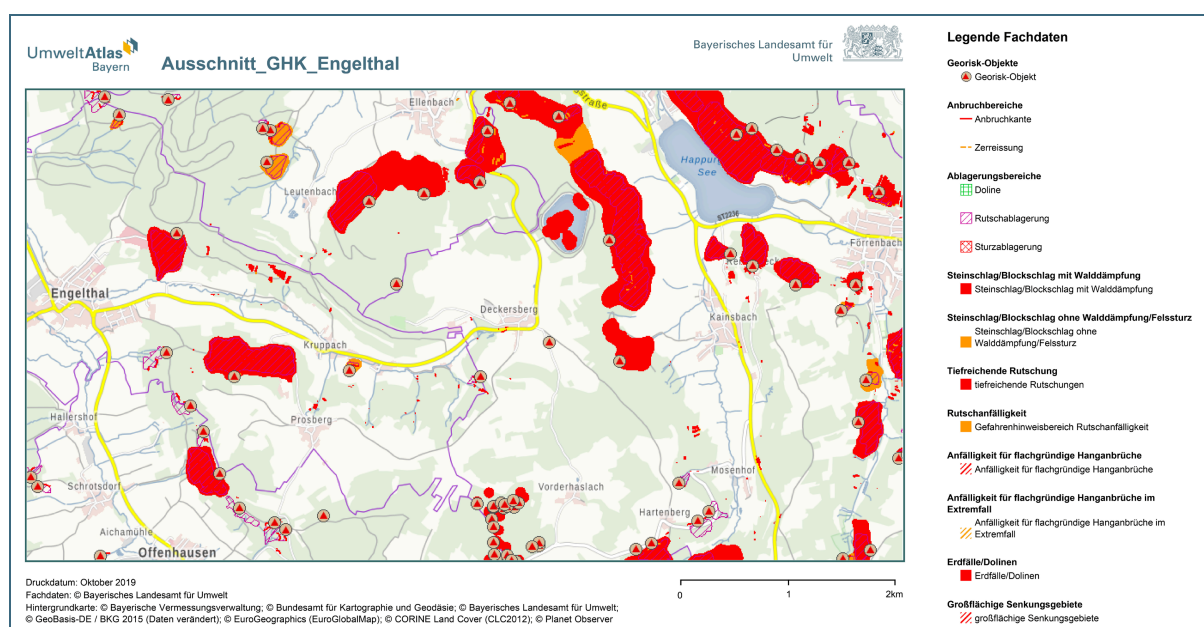 UmweltAtlas
Bayern
Ausschnitt_GHK_Engelthal
Bayerisches Landesamt für
Umwelt
Ellenbach
Leutenbach
Happur
See
ST2236
Förrenbach
Engelthal
Deckersberg
Kainsbach
Kruppach
Hallershof
Prosberg
Schrotsdorf
Vorderhaslach
Mosenhof
Hartenberg
Aichamühle
Offenhausen
Druckdatum: Oktober 2019
Fachdaten: © Bayerisches Landesamt für Umwelt
Hintergrundkarte: © Bayerische Vermessungsverwaltung; © Bundesamt für Kartographie und Geodäsie; © Bayerisches Landesamt für Umwelt;
© GeoBasis-DE / BKG 2015 (Daten verändert); © EuroGeographics (EuroGlobalMap); © CORINE Land Cover (CLC2012); © Planet Observer
0 1 2km
Legende Fachdaten
Georisk-Objekte
Georisk-Objekt
Anbruchbereiche
Anbruchkante
Zerreissung
Ablagerungsbereiche
Doline
Rutschablagerung
Sturzablagerung
Steinschlag/Blockschlag mit Walddämpfung
Steinschlag/Blockschlag mit Walddämpfung
Steinschlag/Blockschlag ohne Walddämpfung/Felssturz
Steinschlag/Blockschlag ohne
Walddämpfung/Felssturz
Tiefreichende Rutschung
tiefreichende Rutschungen
Rutschanfälligkeit
Gefahrenhinweisbereich Rutschanfälligkeit
Anfälligkeit für flachgründige Hanganbrüche
Anfälligkeit für flachgründige Hanganbrüche
Anfälligkeit für flachgründige Hanganbrüche im
Extremfall
Anfälligkeit für flachgründige Hanganbrüche im
Extremfall
Erdfälle/Dolinen
Erdfälle/Dolinen
Großflächige Senkungsgebiete
großflächige Senkungsgebiete